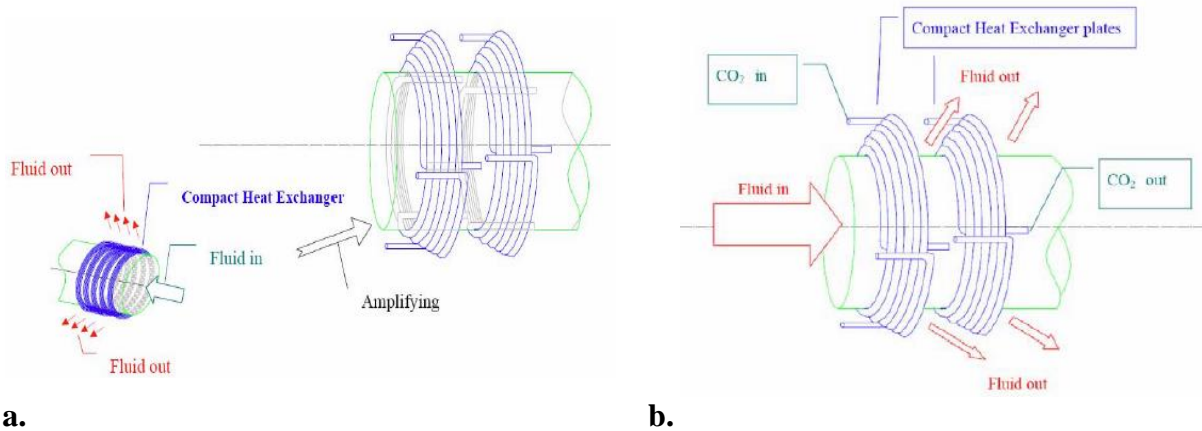 Fluid out
Compact Heat Exchanger
Fluid in
Amplifying
Fluid out
a.
Compact Heat Exchanger plates
CO₂ in
Fluid out
Fluid in
CO₂ out
Fluid out
b.